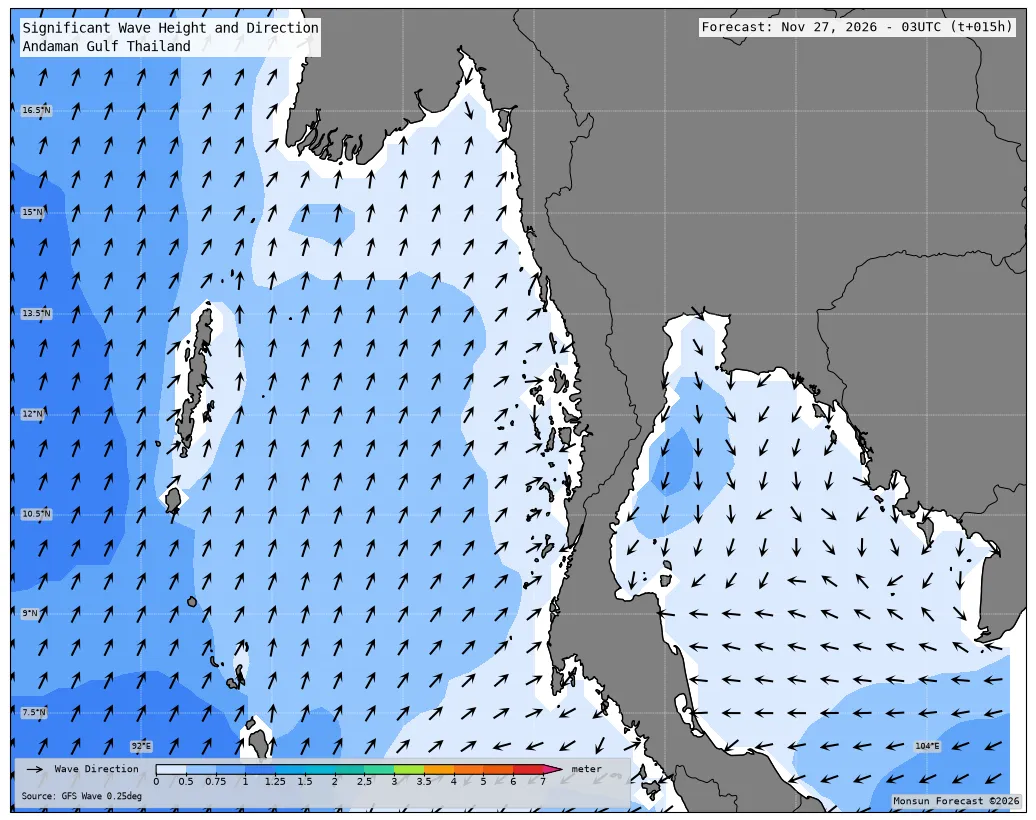 Significant Wave Height and Direction
Andaman Gulf Thailand
Forecast: Nov 27, 2026 - 03UTC (t+015h)
16.5°N
15°N
13.5°N
12°N
10.5°N
9°N
7.5°N
92°E
104°E
Wave Direction
meter
0 0.5 0.75 1 1.25 1.5 2 2.5 3 3.5 4 5 6 7
Source: GFS Wave 0.25deg
Monsun Forecast ©2026